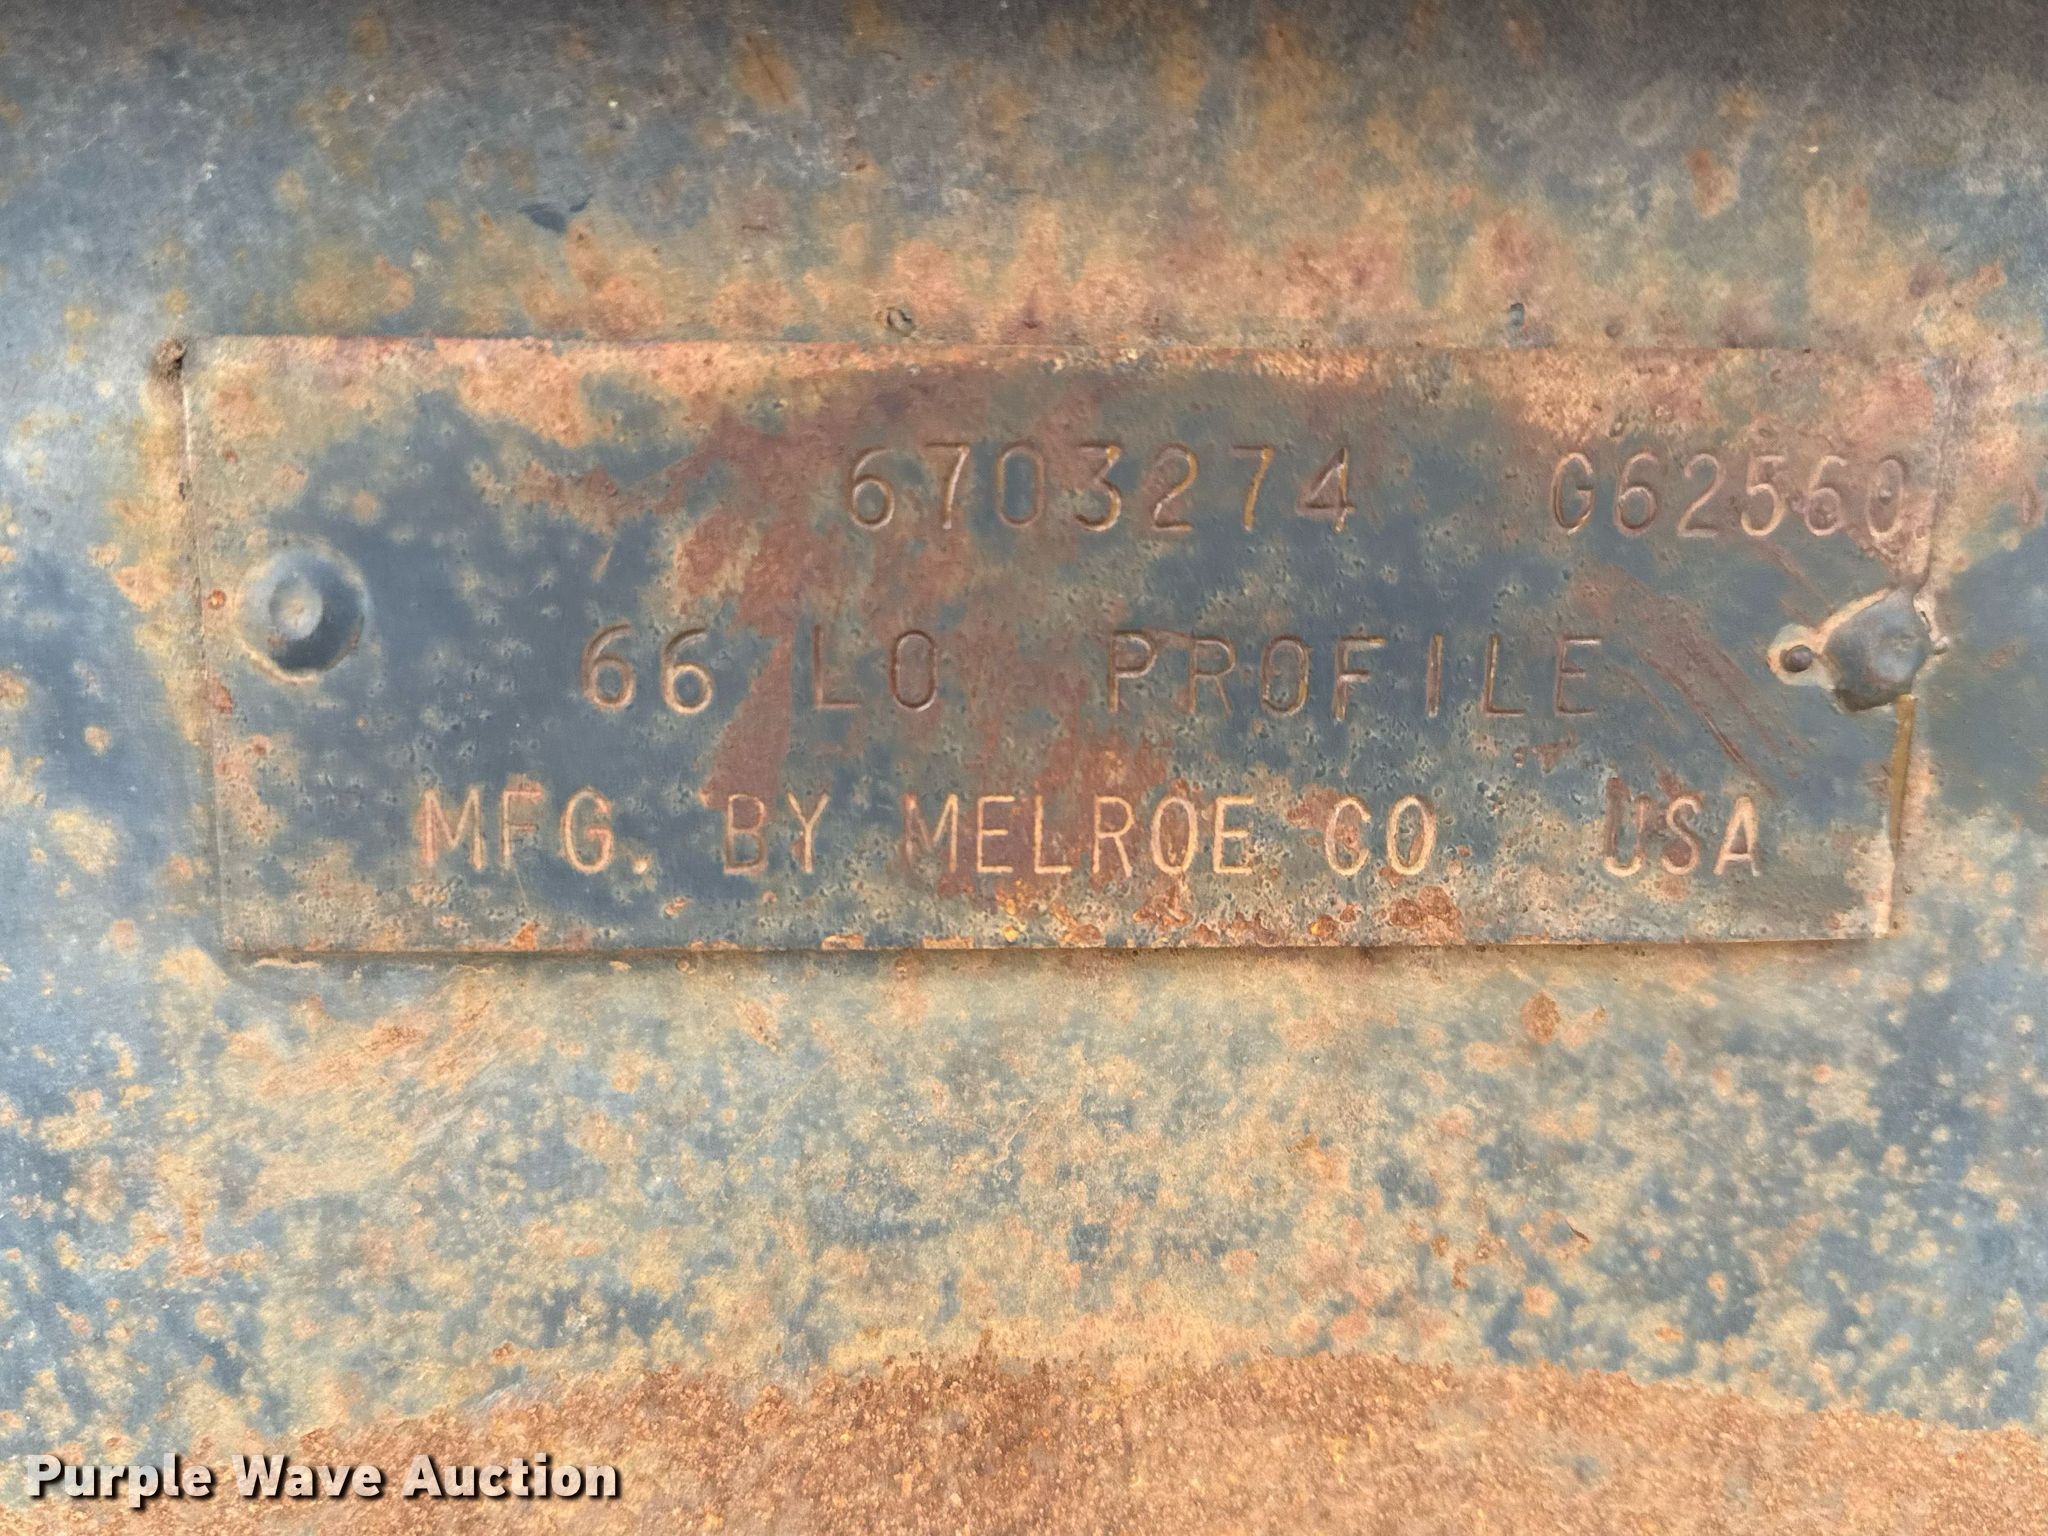 6703274 G62560
66 LO PROFILE
MFG. BY MELROE CO USA
Purple Wave Auction